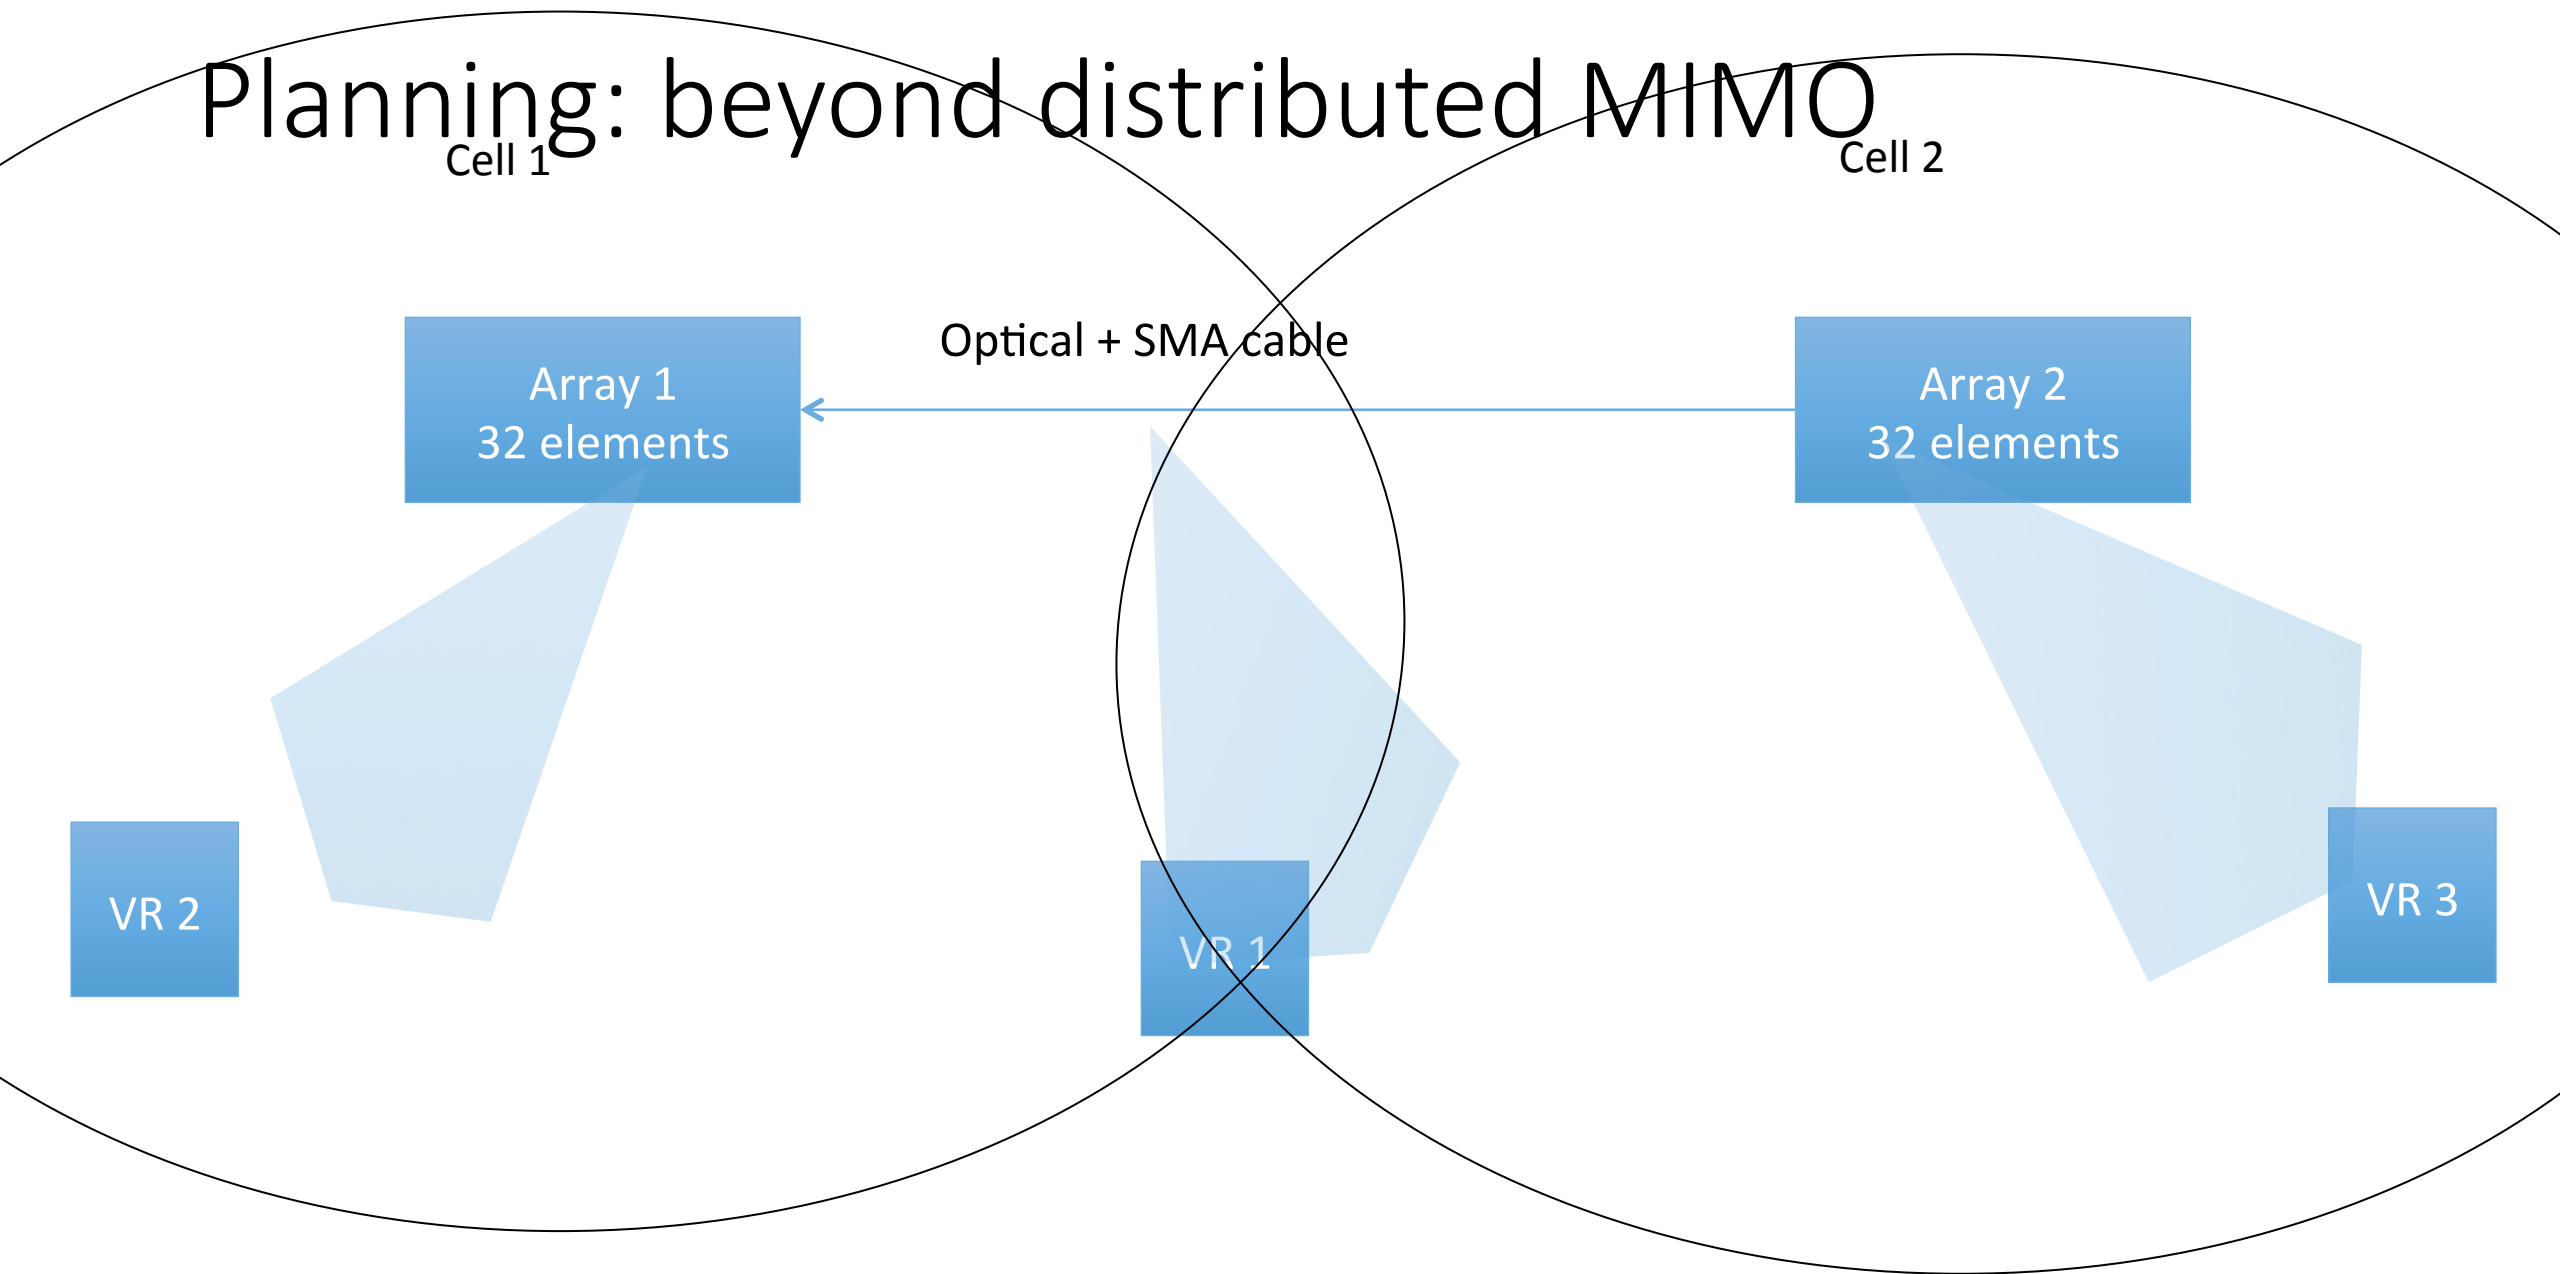 Planning: beyond distributed MIMO
Cell 1
Cell 2
Optical + SMA cable
Array 1
32 elements
Array 2
32 elements
VR 2
VR 1
VR 3